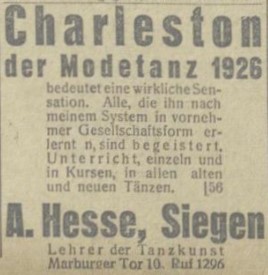 Charleston
der Modetanz 1926
bedeutet eine wirkliche Sen-
sation. Alle, die ihn nach
meinem System in vorneh-
mer Gesellschaftsform er-
lernt n, sind begeistert.
Unterricht, einzeln und
in Kursen, in allen alten
und neuen Tänzen. [56
A. Hesse, Siegen
Lehrer der Tanzkunst
Marburger Tor 10. Ruf 1296